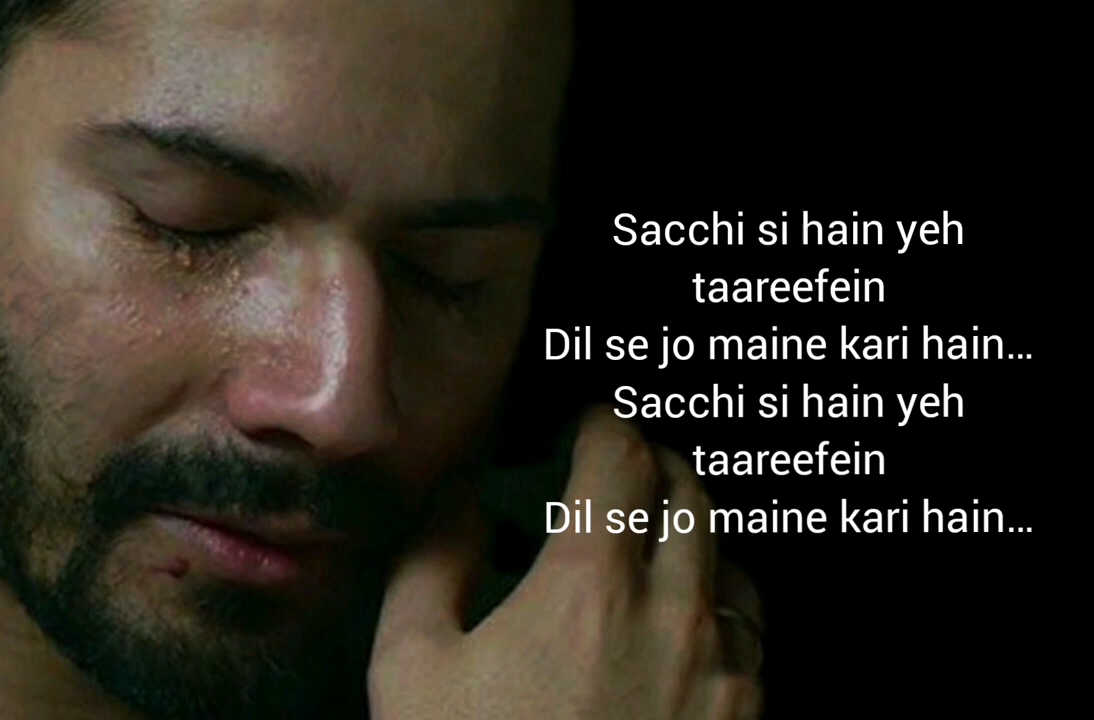 Sacchi si hain yeh
taareefein
Dil se jo maine kari hain...
Sacchi si hain yeh
taareefein
Dil se jo maine kari hain...